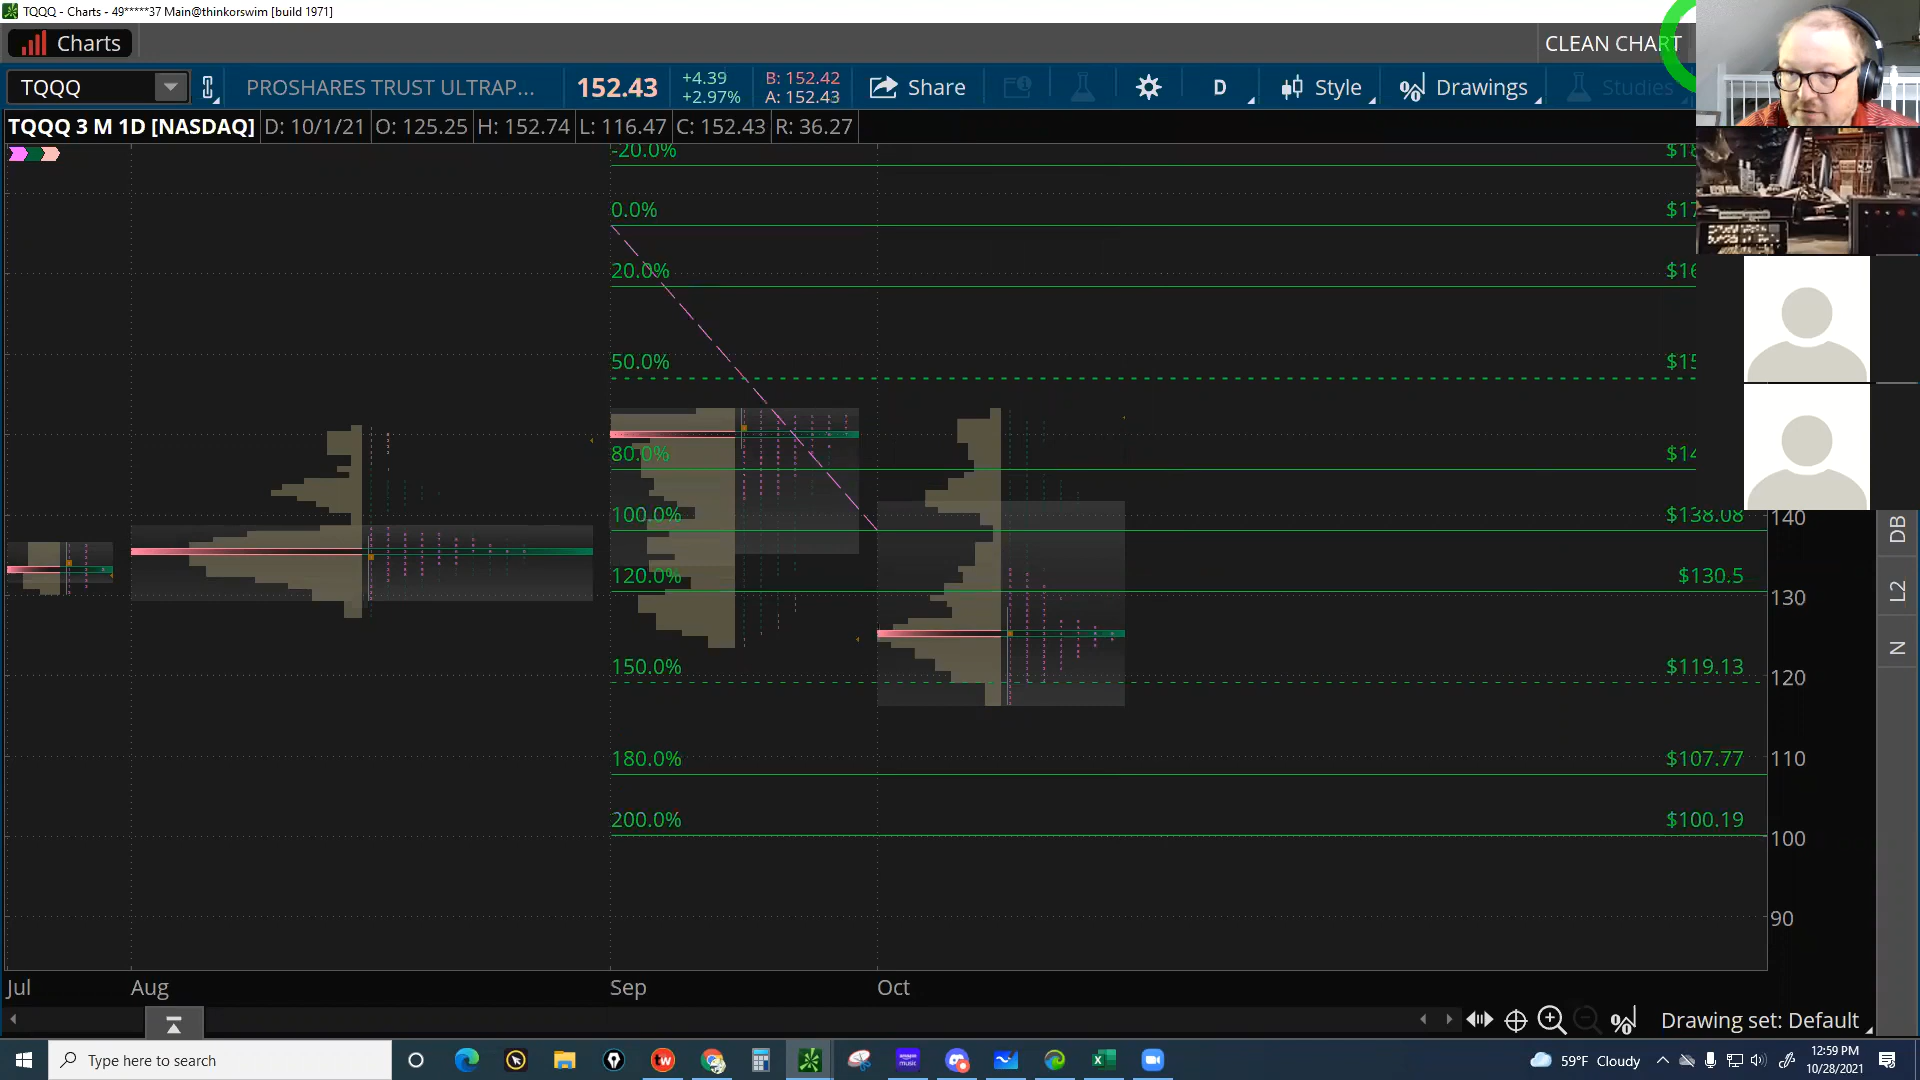 TQQQ - Charts - 49*****37 Main@thinkorswim [build 1971]
Charts
CLEAN CHART
TQQQ
PROSHARES TRUST ULTRAP...
152.43
+4.39
+2.97%
B: 152.42
A: 152.43
Share
D
Style
Drawings
Studies
TQQQ 3 M 1D [NASDAQ]
D: 10/1/21
O: 125.25
H: 152.74
L: 116.47
C: 152.43
R: 36.27
-20.0%
0.0%
20.0%
50.0%
80.0%
100.0% $138.08
120.0% $130.5
150.0% $119.13
180.0% $107.77
200.0% $100.19
140
130
120
110
100
90
DB
L2
N
Jul
Aug
Sep
Oct
Drawing set: Default
Type here to search
59°F Cloudy
12:59 PM
10/28/2021